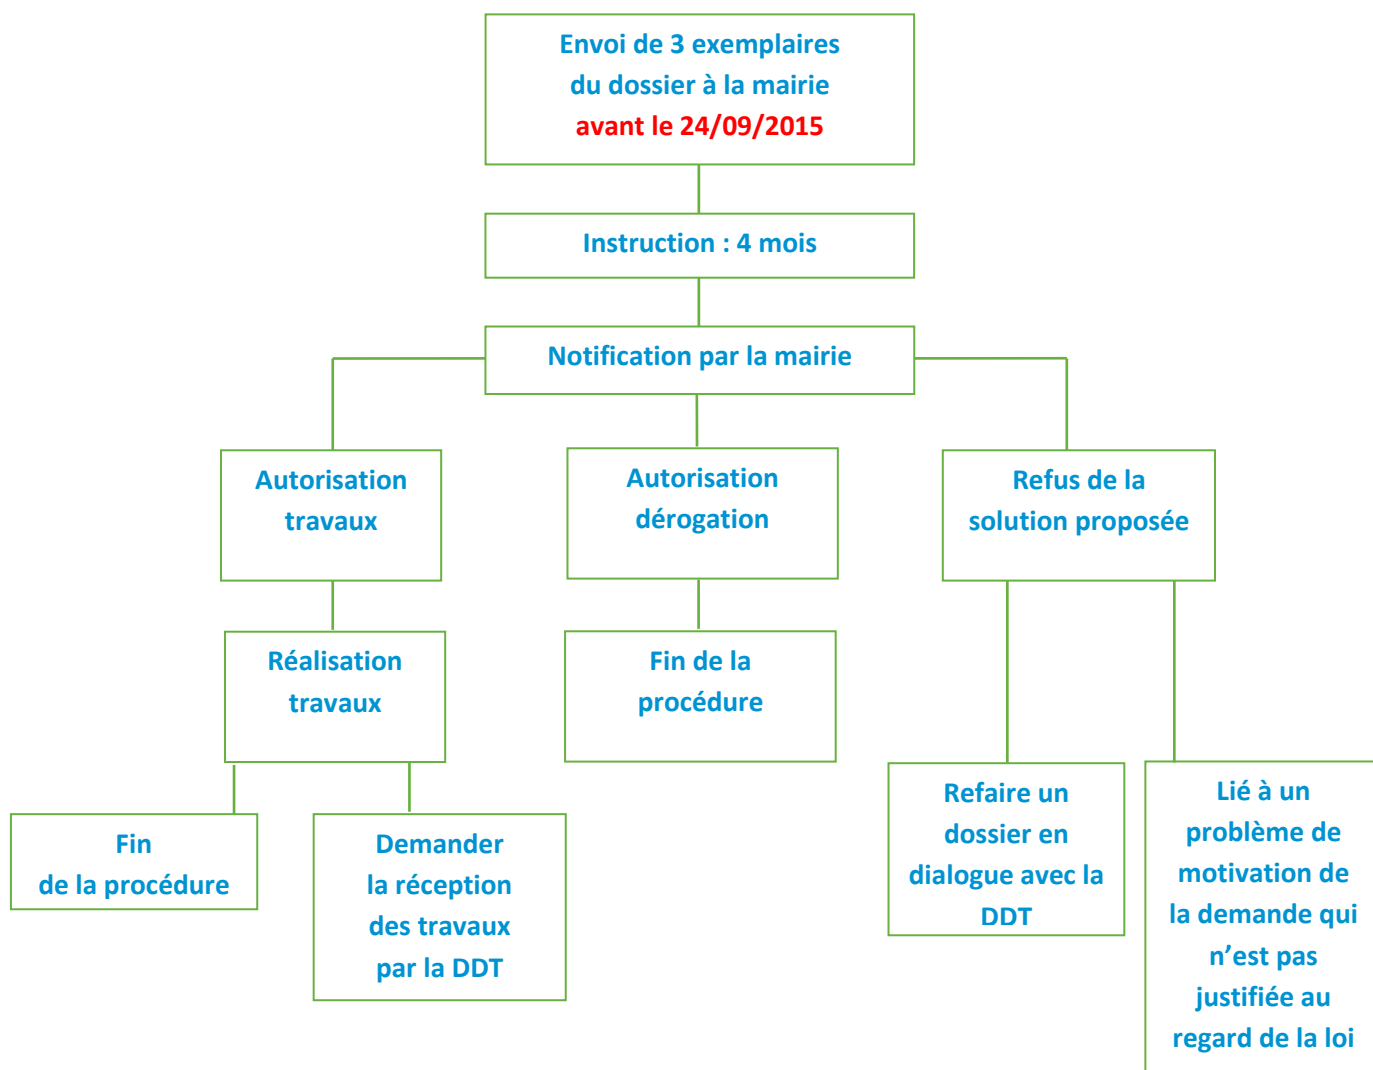 Envoi de 3 exemplaires
du dossier à la mairie
avant le 24/09/2015
Instruction : 4 mois
Notification par la mairie
Autorisation
travaux
Autorisation
dérogation
Refus de la
solution proposée
Réalisation
travaux
Fin de la
procédure
Fin
de la procédure
Demander
la réception
des travaux
par la DDT
Refaire un
dossier en
dialogue avec la
DDT
Lié à un
problème de
motivation de
la demande qui
n’est pas
justifiée au
regard de la loi